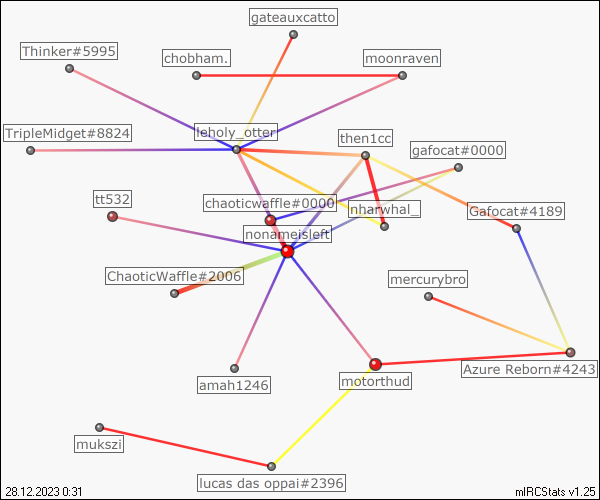 gateauxcatto
Thinker#5995
chobham.
moonraven
TripleMidget#8824
leholy_otter
then1cc
gafocat#0000
tt532
chaoticwaffle#0000
nharwhal_
Gafocat#4189
nonameisleft
ChaoticWaffle#2006
mercurybro
Azure Reborn#4243
amah1246
motorthud
mukszi
lucas das oppai#2396
28.12.2023 0:31
mIRCStats v1.25